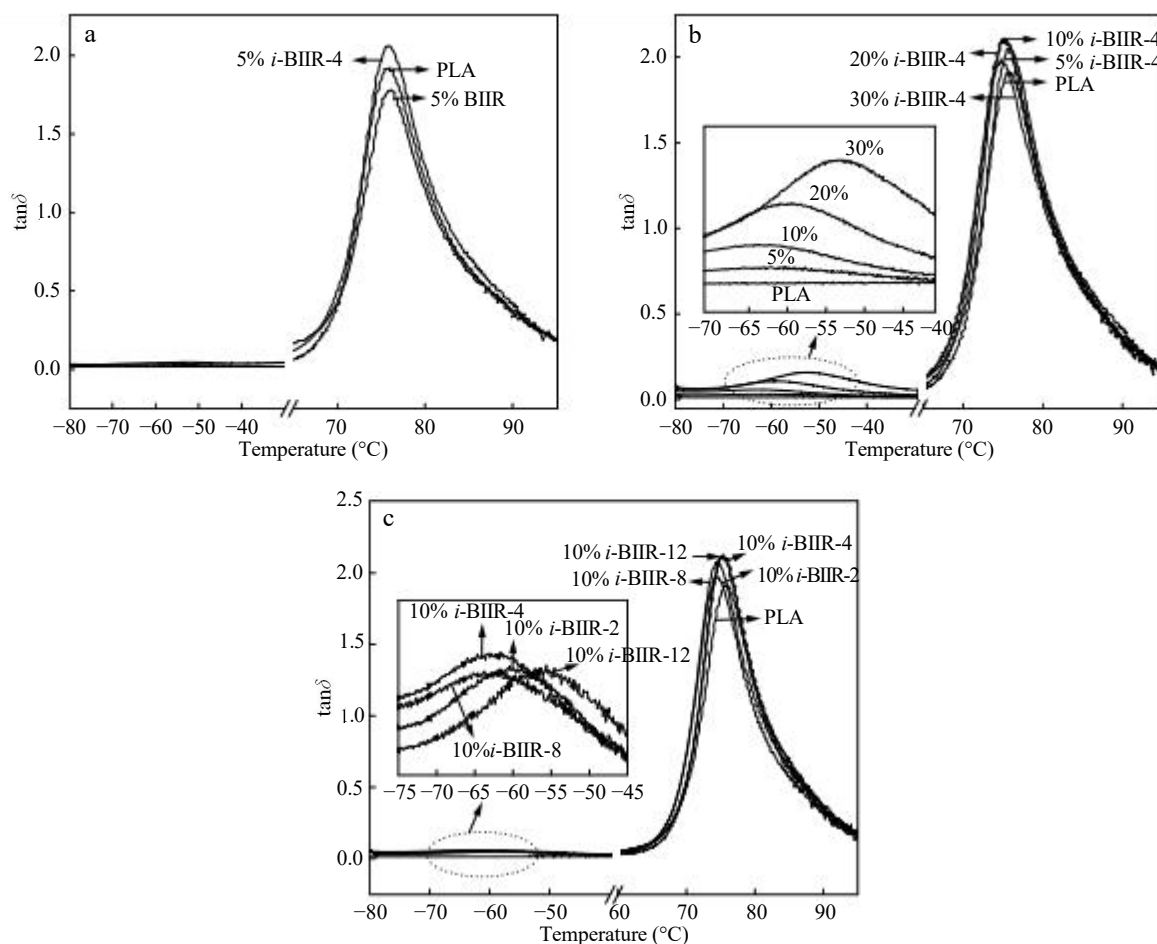 a
2.0
1.5
1.0
0.5
0.0
tanδ
5% i-BIIR-4
PLA
5% BIIR
−80 −70 −60 −50 −40 70 80 90
Temperature (°C)
b
2.0
1.5
1.0
0.5
0.0
tanδ
10% i-BIIR-4
20% i-BIIR-4
5% i-BIIR-4
PLA
30% i-BIIR-4
30%
20%
10%
5%
PLA
−70 −65 −60 −55 −50 −45 −40
−80 −70 −60 −50 −40 70 80 90
Temperature (°C)
c
2.5
2.0
1.5
1.0
0.5
0.0
tanδ
10% i-BIIR-12
10% i-BIIR-4
10% i-BIIR-8
10% i-BIIR-2
PLA
10% i-BIIR-4
10% i-BIIR-2
10% i-BIIR-12
10%i-BIIR-8
−75 −70 −65 −60 −55 −50 −45
−80 −70 −60 −50 60 70 80 90
Temperature (°C)